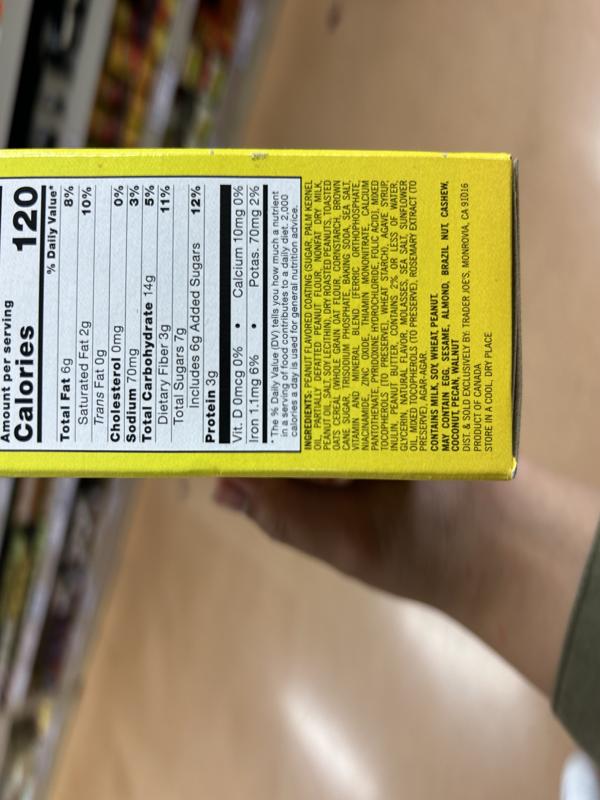 Amount per serving
Calories 120
% Daily Value*
Total Fat 6g 8%
Saturated Fat 2g 10%
Trans Fat 0g
Cholesterol 0mg 0%
Sodium 70mg 3%
Total Carbohydrate 14g 5%
Dietary Fiber 3g 11%
Total Sugars 7g
Includes 6g Added Sugars 12%
Protein 3g
Vit. D 0mcg 0% • Calcium 10mg 0%
Iron 1.1mg 6% • Potas. 70mg 2%
*The % Daily Value (DV) tells you how much a nutrient
in a serving of food contributes to a daily diet. 2,000
calories a day is used for general nutrition advice.
INGREDIENTS: PEANUT FLAVORED COATING (SUGAR, PALM KERNEL
OIL, PARTIALLY DEFATTED PEANUT FLOUR, NONFAT DRY MILK,
PEANUT OIL, SALT, SOY LECITHIN), DRY ROASTED PEANUTS, TOASTED
OATS CEREAL (WHOLE GRAIN OAT FLOUR, CORNSTARCH, BROWN
CANE SUGAR, TRISODIUM PHOSPHATE, BAKING SODA, SEA SALT,
VITAMIN AND MINERAL BLEND [FERRIC ORTHOPHOSPHATE,
NIACINAMIDE, ZINC OXIDE, THIAMIN MONONITRATE, CALCIUM
PANTOTHENATE, PYRIDOXINE HYDROCHLORIDE, FOLIC ACID], MIXED
TOCOPHEROLS [TO PRESERVE], WHEAT STARCH), AGAVE SYRUP,
INULIN, PEANUT BUTTER, CONTAINS 2% OR LESS OF WATER,
GLYCERIN, NATURAL FLAVOR, MOLASSES, SEA SALT, SUNFLOWER
OIL, MIXED TOCOPHEROLS (TO PRESERVE), ROSEMARY EXTRACT (TO
PRESERVE), AGAR-AGAR.
CONTAINS MILK, SOY, WHEAT, PEANUT.
MAY CONTAIN EGG, SESAME, ALMOND, BRAZIL NUT, CASHEW,
COCONUT, PECAN, WALNUT
DIST. & SOLD EXCLUSIVELY BY: TRADER JOE'S, MONROVIA, CA 91016
PRODUCT OF CANADA
STORE IN A COOL, DRY PLACE